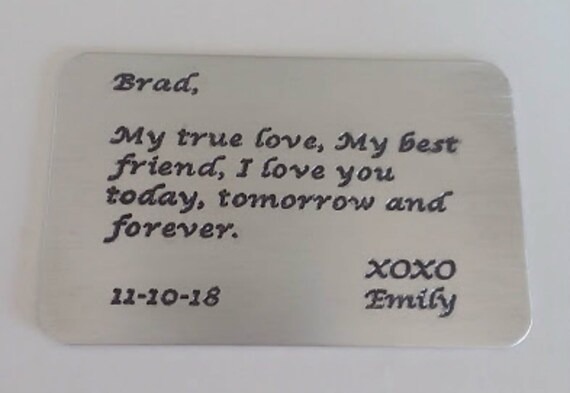 Brad,
My true love, My best
friend, I love you
today, tomorrow and
forever.
XOXO
11-10-18 Emily